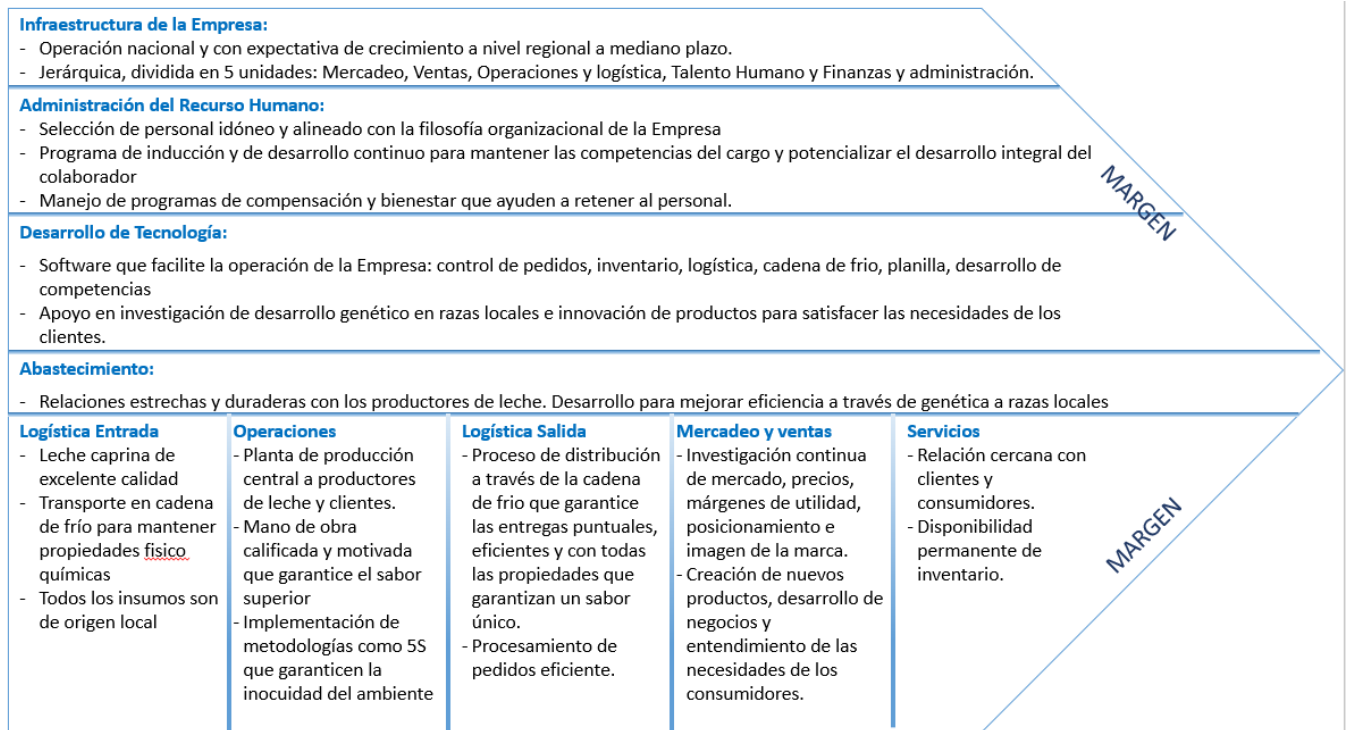 Infraestructura de la Empresa:
- Operación nacional y con expectativa de crecimiento a nivel regional a mediano plazo.
- Jerárquica, dividida en 5 unidades: Mercadeo, Ventas, Operaciones y logística, Talento Humano y Finanzas y administración.
Administración del Recurso Humano:
- Selección de personal idóneo y alineado con la filosofía organizacional de la Empresa
- Programa de inducción y de desarrollo continuo para mantener las competencias del cargo y potencializar el desarrollo integral del
colaborador
- Manejo de programas de compensación y bienestar que ayuden a retener al personal.
MARGEN
Desarrollo de Tecnología:
- Software que facilite la operación de la Empresa: control de pedidos, inventario, logística, cadena de frio, planilla, desarrollo de
competencias
- Apoyo en investigación de desarrollo genético en razas locales e innovación de productos para satisfacer las necesidades de los
clientes.
Abastecimiento:
- Relaciones estrechas y duraderas con los productores de leche. Desarrollo para mejorar eficiencia a través de genética a razas locales
Logística Entrada
- Leche caprina de
excelente calidad
- Transporte en cadena
de frío para mantener
propiedades fisico
químicas
- Todos los insumos son
de origen local
Operaciones
- Planta de producción
central a productores
de leche y clientes.
- Mano de obra
calificada y motivada
que garantice el sabor
superior
- Implementación de
metodologías como 5S
que garanticen la
inocuidad del ambiente
Logística Salida
- Proceso de distribución
a través de la cadena
de frio que garantice
las entregas puntuales,
eficientes y con todas
las propiedades que
garantizan un sabor
único.
- Procesamiento de
pedidos eficiente.
Mercadeo y ventas
- Investigación continua
de mercado, precios,
márgenes de utilidad,
posicionamiento e
imagen de la marca.
- Creación de nuevos
productos, desarrollo de
negocios y
entendimiento de las
necesidades de los
consumidores.
Servicios
- Relación cercana con
clientes y
consumidores.
- Disponibilidad
permanente de
inventario.
MARGEN